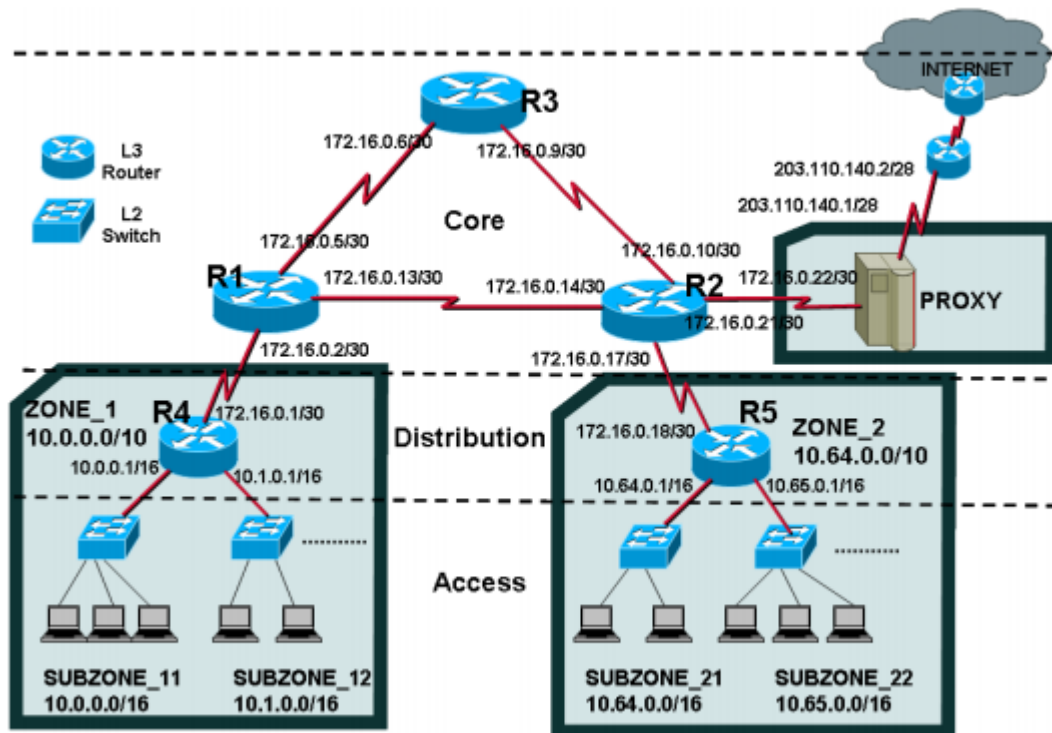 INTERNET
R3
L3
Router
172.16.0.6/30
172.16.0.9/30
203.110.140.2/28
L2
Switch
203.110.140.1/28
Core
172.16.0.5/30
172.16.0.10/30
R1
172.16.0.13/30
172.16.0.14/30
R2
172.16.0.22/30
PROXY
172.16.0.21/30
172.16.0.2/30
172.16.0.17/30
ZONE_1
10.0.0.0/10
R4
172.16.0.1/30
Distribution
R5
172.16.0.18/30
ZONE_2
10.64.0.0/10
10.0.0.1/16
10.1.0.1/16
10.64.0.1/16
10.65.0.1/16
Access
SUBZONE_11
10.0.0.0/16
SUBZONE_12
10.1.0.0/16
SUBZONE_21
10.64.0.0/16
SUBZONE_22
10.65.0.0/16